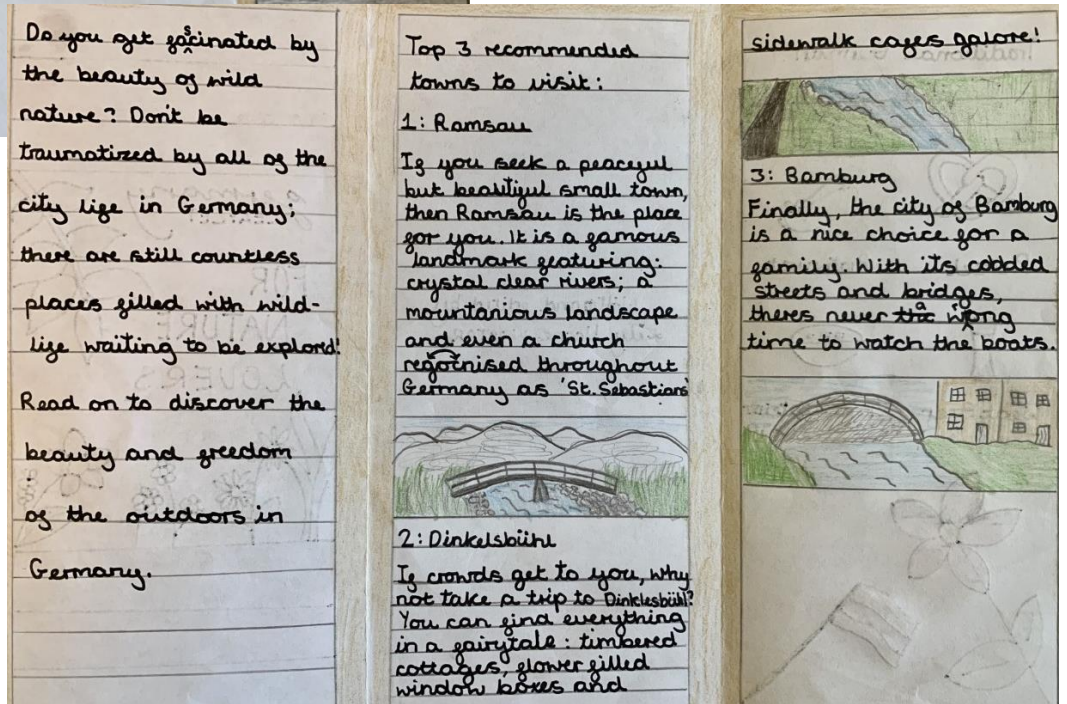 Do you get fascinated by
the beauty of wild
nature? Don't be
traumatized by all of the
city life in Germany;
there are still countless
places filled with wild-
life waiting to be explord!
Read on to discover the
beauty and freedom
of the outdoors in
Germany.
Top 3 recommended
towns to visit:
1: Ramsau
If you seek a peaceful
but beautiful small town,
then Ramsau is the place
for you. It is a famous
landmark featuring:
crystal clear rivers; a
mountanious landscape
and even a church
regotnised throughout
Germany as 'St. Sebastians'
2: Dinkelsbühl
If crowds get to you, why
not take a trip to Dinklesbühl?
You can find everything
in a fairytale: timbered
cottages, flower filled
window boxes and
sidewalk cafes galore!
3: Bamburg
Finally, the city of Bamburg
is a nice choice for a
family. With its cobbled
streets and bridges,
theres never the a wrong
time to watch the boats.